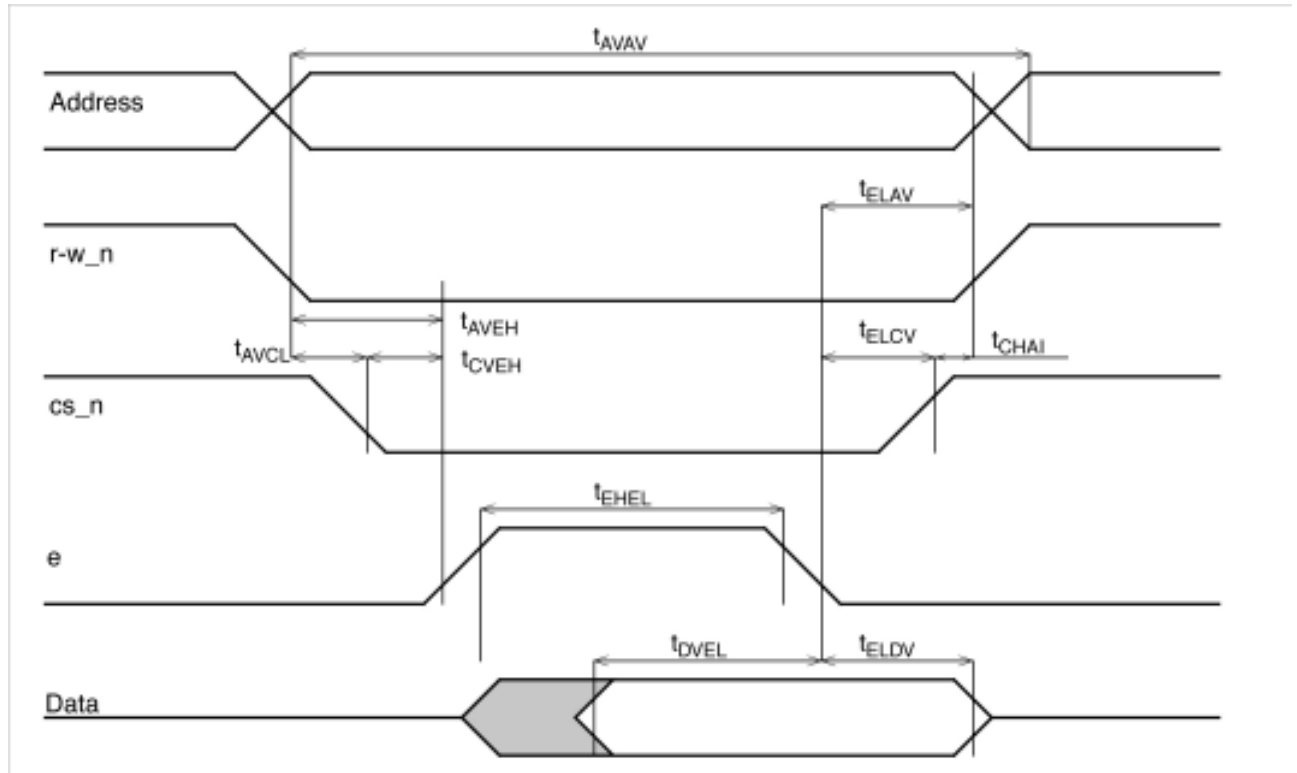 tAVAV
Address
tELAV
r-w_n
tAVEH
tELCV
tCHAI
tAVCL
tCVEH
cs_n
tEHEL
e
tDVEL
tELDV
Data